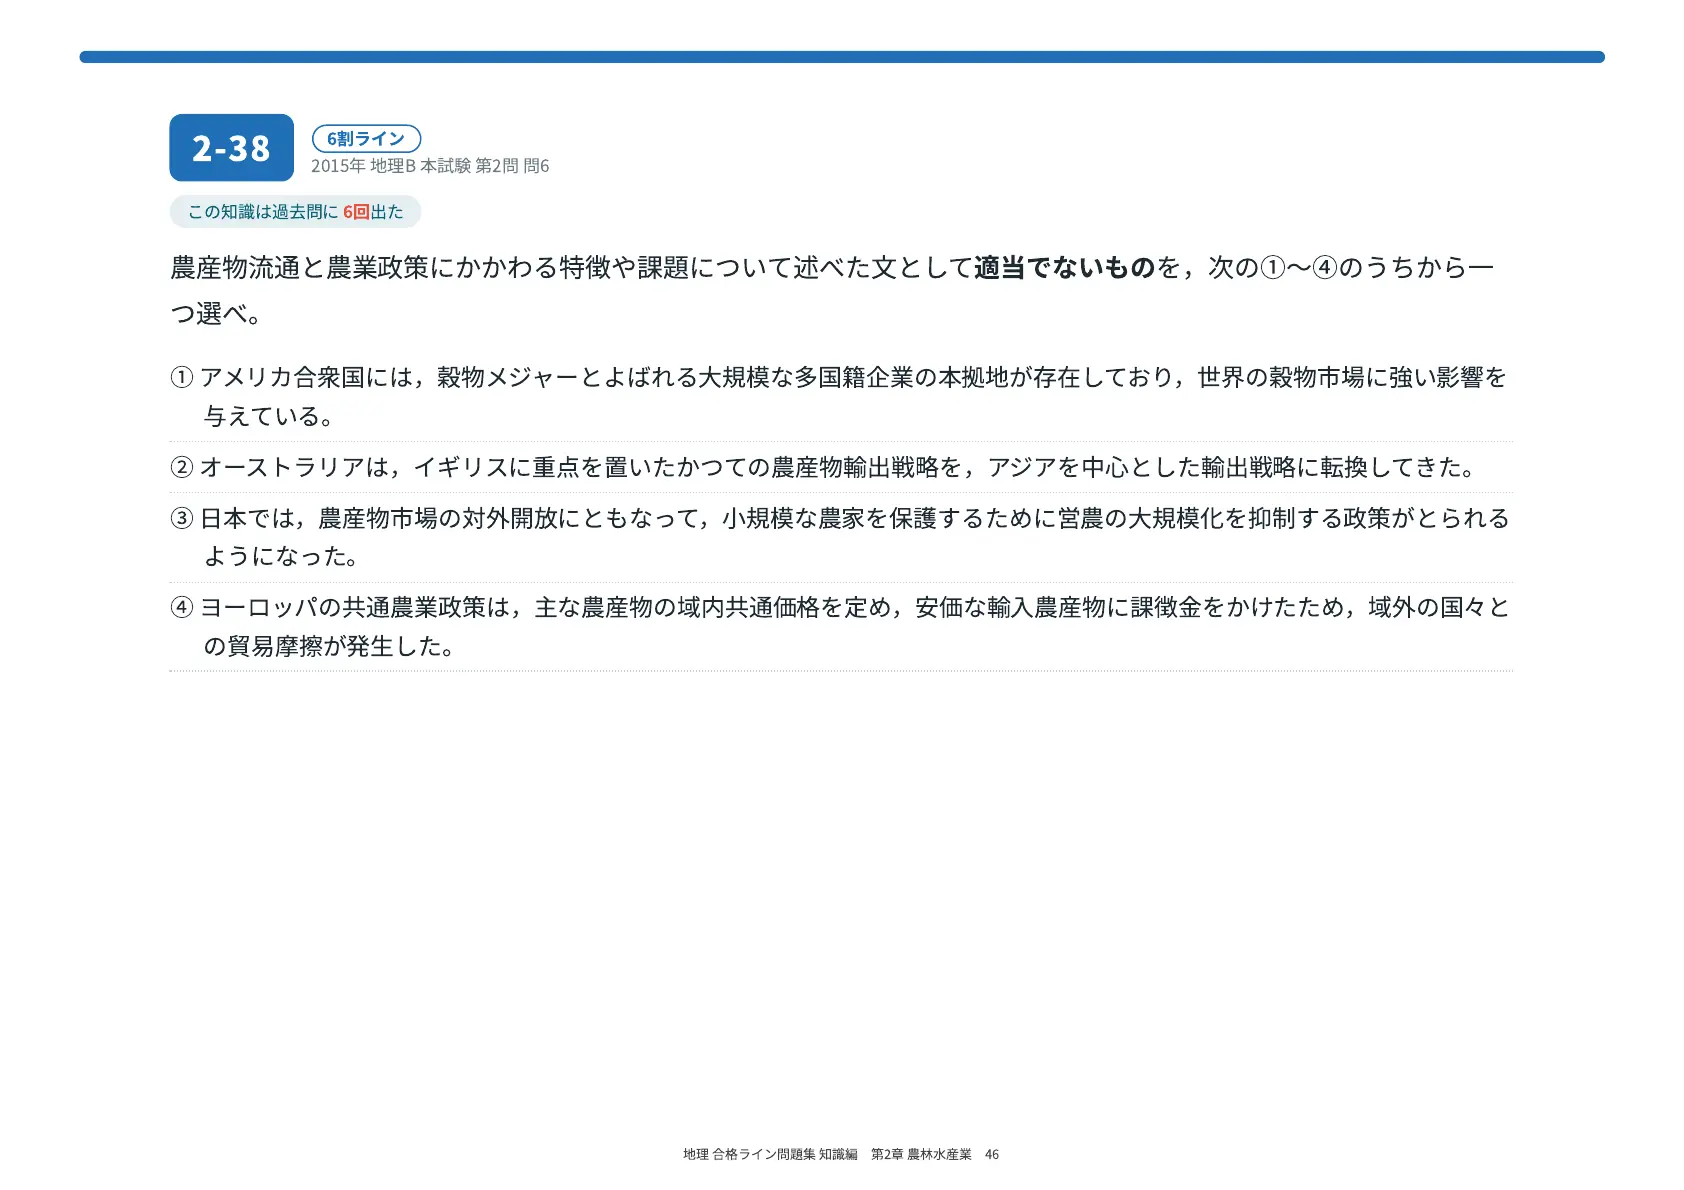 2-38
6割ライン
2015年 地理B 本試験 第2問 問6
この知識は過去問に 6回出た
農産物流通と農業政策にかかわる特徴や課題について述べた文として適当でないものを，次の①〜④のうちから一
つ選べ。
① アメリカ合衆国には，穀物メジャーとよばれる大規模な多国籍企業の本拠地が存在しており，世界の穀物市場に強い影響を
与えている。
② オーストラリアは，イギリスに重点を置いたかつての農産物輸出戦略を，アジアを中心とした輸出戦略に転換してきた。
③ 日本では，農産物市場の対外開放にともなって，小規模な農家を保護するために営農の大規模化を抑制する政策がとられる
ようになった。
④ ヨーロッパの共通農業政策は，主な農産物の域内共通価格を定め，安価な輸入農産物に課徴金をかけたため，域外の国々と
の貿易摩擦が発生した。
地理 合格ライン問題集 知識編　第2章 農林水産業　46